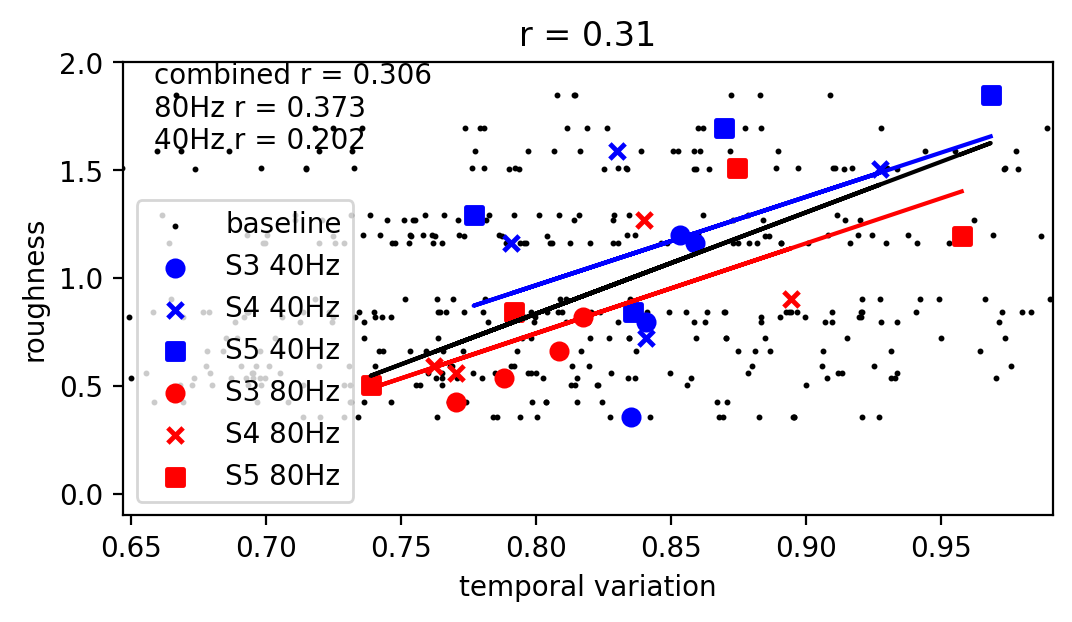 r = 0.31
combined r = 0.306
80Hz r = 0.373
40Hz r = 0.202
baseline
S3 40Hz
S4 40Hz
S5 40Hz
S3 80Hz
S4 80Hz
S5 80Hz
2.0
1.5
1.0
0.5
0.0
roughness
0.65 0.70 0.75 0.80 0.85 0.90 0.95
temporal variation